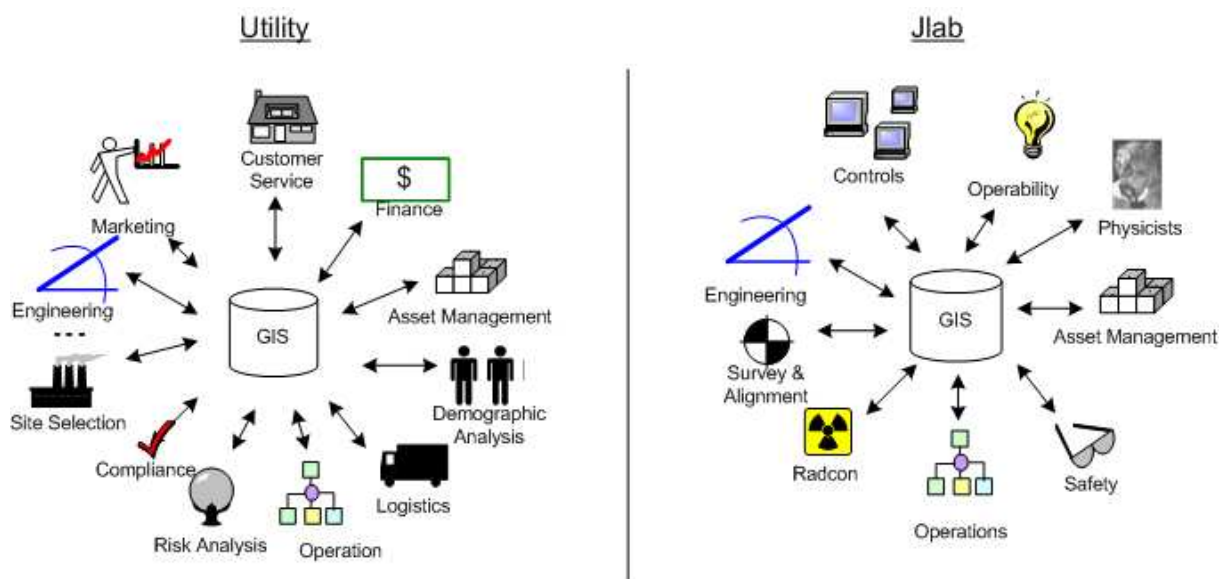 Utility
Customer
Service
$
Finance
Marketing
Engineering
Asset Management
GIS
Site Selection
Demographic
Analysis
Compliance
Logistics
Risk Analysis
Operation
Jlab
Controls
Operability
Physicists
Engineering
GIS
Asset Management
Survey &
Alignment
Radcon
Safety
Operations